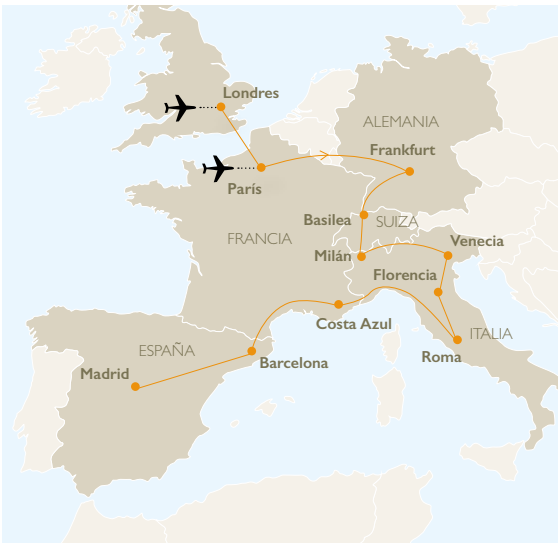 Londres
ALEMANIA
Frankfurt
París
Basilea
SUIZA
FRANCIA
Venecia
Milán
Florencia
Costa Azul
ITALIA
ESPAÑA
Roma
Barcelona
Madrid